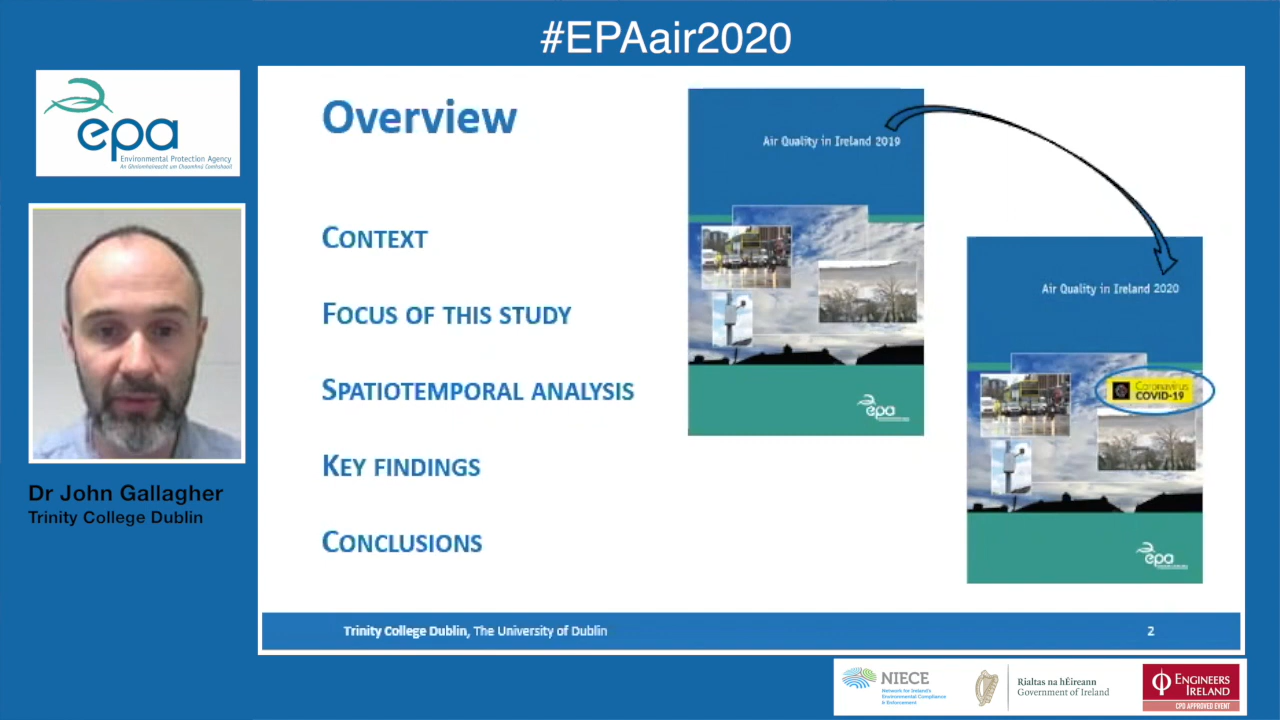 #EPAair2020
epa
Environmental Protection Agency
An Ghníomhaireacht um Chaomhnú Comhshaoil
Dr John Gallagher
Trinity College Dublin
Overview
CONTEXT
FOCUS OF THIS STUDY
SPATIOTEMPORAL ANALYSIS
KEY FINDINGS
CONCLUSIONS
Air Quality in Ireland 2019
epa
Air Quality in Ireland 2020
Coronavirus
COVID-19
epa
Trinity College Dublin, The University of Dublin
2
NIECE
Network for Ireland's
Environmental Compliance
& Enforcement
Rialtas na hÉireann
Government of Ireland
ENGINEERS
IRELAND
CPD APPROVED EVENT